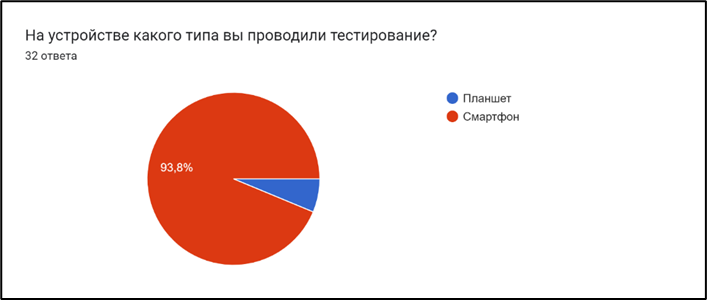 На устройстве какого типа вы проводили тестирование?
32 ответа
Планшет
Смартфон
93,8%